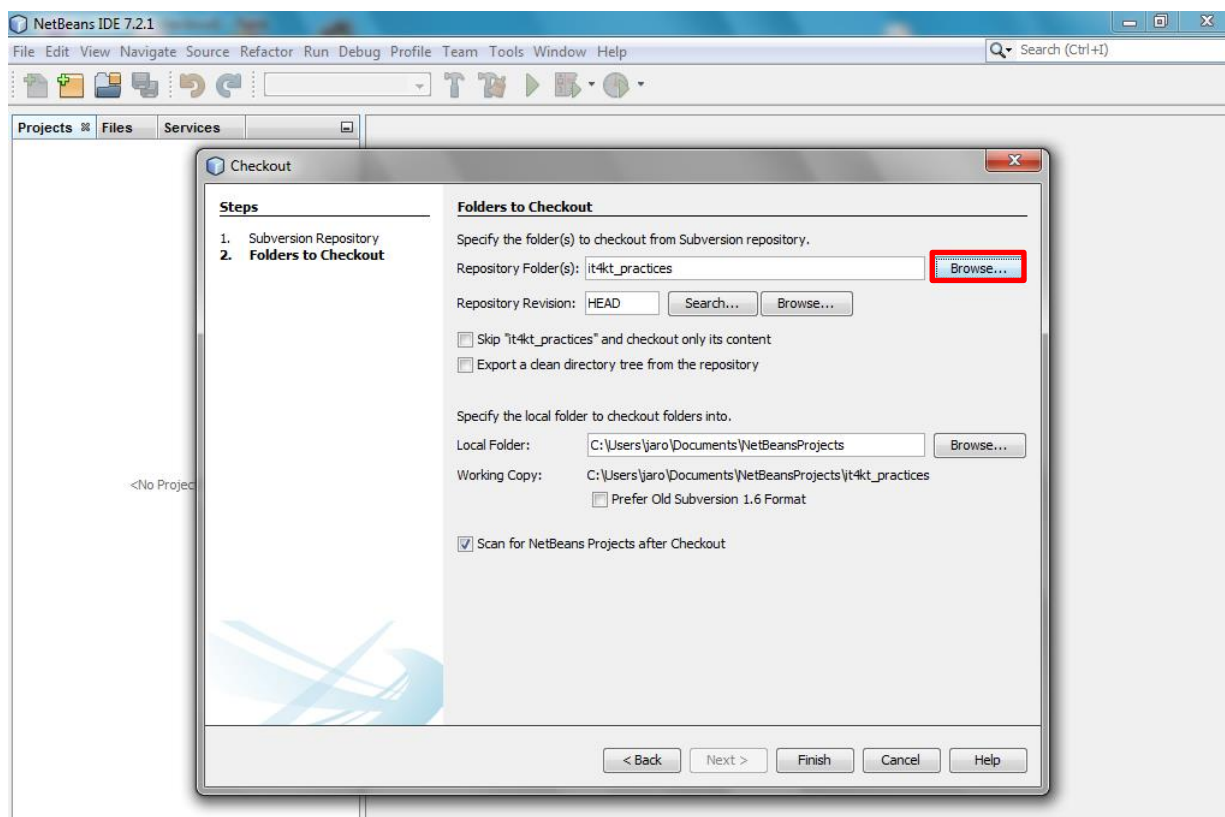 NetBeans IDE 7.2.1
File Edit View Navigate Source Refactor Run Debug Profile Team Tools Window Help
Search (Ctrl+I)
Projects Files Services
Checkout
Steps
1. Subversion Repository
2. Folders to Checkout
Folders to Checkout
Specify the folder(s) to checkout from Subversion repository.
Repository Folder(s): it4kt_practices Browse...
Repository Revision: HEAD Search... Browse...
Skip "it4kt_practices" and checkout only its content
Export a clean directory tree from the repository
Specify the local folder to checkout folders into.
Local Folder: C:\Users\jaro\Documents\NetBeansProjects Browse...
Working Copy: C:\Users\jaro\Documents\NetBeansProjects\it4kt_practices
<No Projec
Prefer Old Subversion 1.6 Format
Scan for NetBeans Projects after Checkout
< Back Next > Finish Cancel Help